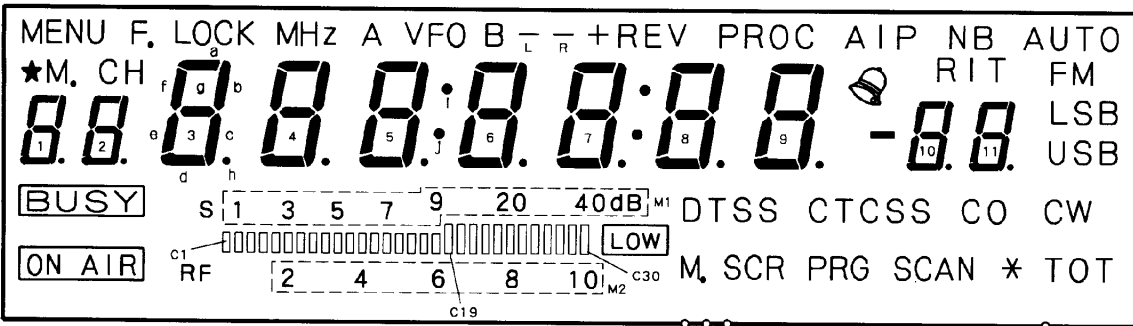 MENU F. LOCK MHz A VFO B – L – R +REV PROC AIP NB AUTO
★M. CH a f g b RIT FM
1 2 e 3 c 4 5 i j 6 7 8 9 10 11 LSB
d h USB
BUSY S 1 3 5 7 9 20 40dB M1 DTSS CTCSS CO CW
C1 LOW
ON AIR RF 2 4 6 8 10 M2 C30 M. SCR PRG SCAN * TOT
C19